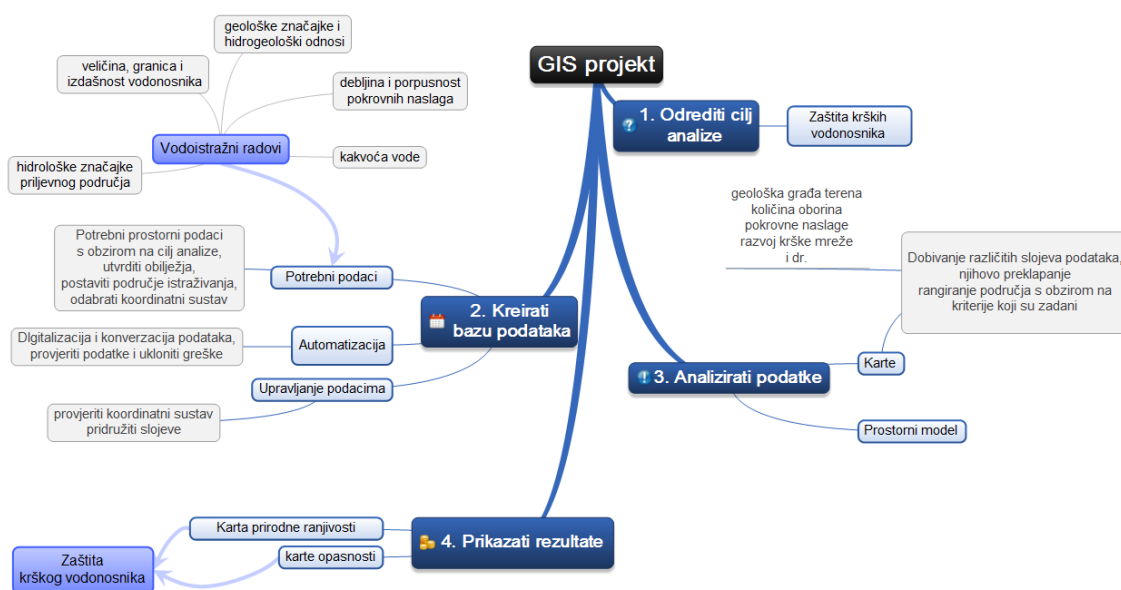 GIS projekt
1. Odrediti cilj
analize
Zaštita krških
vodonosnika
geološke značajke i
hidrogeološki odnosi
veličina, granica i
izdašnost vodonosnika
debljina i porpusnost
pokrovnih naslaga
Vodoistražni radovi
kakvoća vode
hidrološke značajke
priljevnog područja
Potrebni prostorni podaci
s obzirom na cilj analize,
utvrditi obilježja,
postaviti područje istraživanja,
odabrati koordinatni sustav
Potrebni podaci
2. Kreirati
bazu podataka
DIgitalizacija i konverzacija podataka,
provjeriti podatke i ukloniti greške
Automatizacija
Upravljanje podacima
provjeriti koordinatni sustav
pridružiti slojeve
geološka građa terena
količina oborina
pokrovne naslage
razvoj krške mreže
i dr.
Dobivanje različitih slojeva podataka,
njihovo preklapanje
rangiranje područja s obzirom na
kriterije koji su zadani
3. Analizirati podatke
Karte
Prostorni model
4. Prikazati rezultate
Karta prirodne ranjivosti
karte opasnosti
Zaštita
krškog vodonosnika